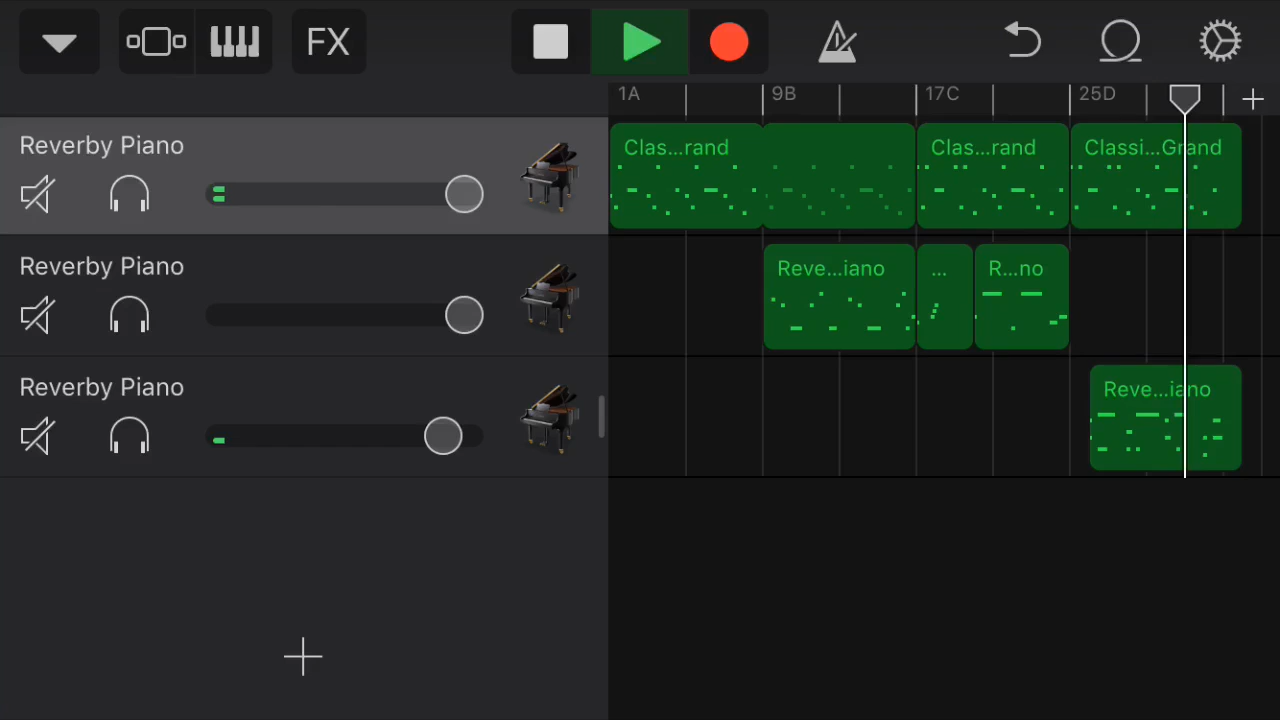 FX
1A 9B 17C 25D
Reverby Piano
Clas...rand Clas...rand Classi...Grand
Reverby Piano
Reve...iano ... R...no
Reverby Piano
Reve...iano